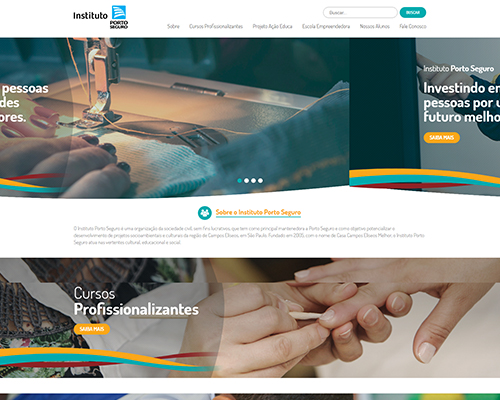 Instituto PORTO SEGURO
Buscar... BUSCAR
Sobre Cursos Profissionalizantes Projeto Ação Educa Escola Empreendedora Nossos Alunos Fale Conosco
pessoas
des
ores.
Instituto Porto Seguro
Investindo em
pessoas por u
futuro melho
SAIBA MAIS
Sobre o Instituto Porto Seguro
O Instituto Porto Seguro é uma organização da sociedade civil, sem fins lucrativos, que tem como principal mantenedora a Porto Seguro e como objetivo potencializar o
desenvolvimento de projetos socioambientais e culturais da região de Campos Elíseos, em São Paulo. Fundado em 2005, com o nome de Casa Campos Elíseos Melhor, o Instituto Porto
Seguro atua nas vertentes cultural, educacional e social.
Cursos
Profissionalizantes
SAIBA MAIS